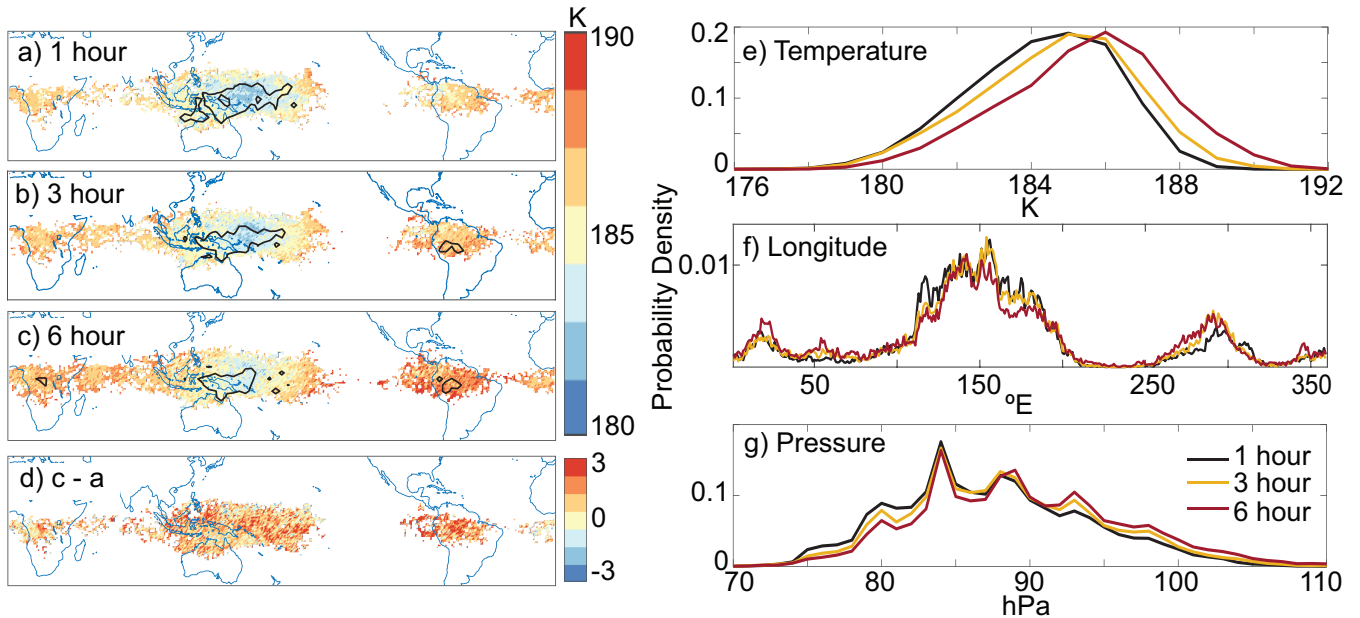 K
190
185
180
3
0
-3
a) 1 hour
b) 3 hour
c) 6 hour
d) c - a
Probability Density
e) Temperature
0.2
0.1
0
176
180
184
188
192
K
f) Longitude
0.01
50
150
250
350
ºE
g) Pressure
0.1
0
70
80
90
100
110
hPa
1 hour
3 hour
6 hour